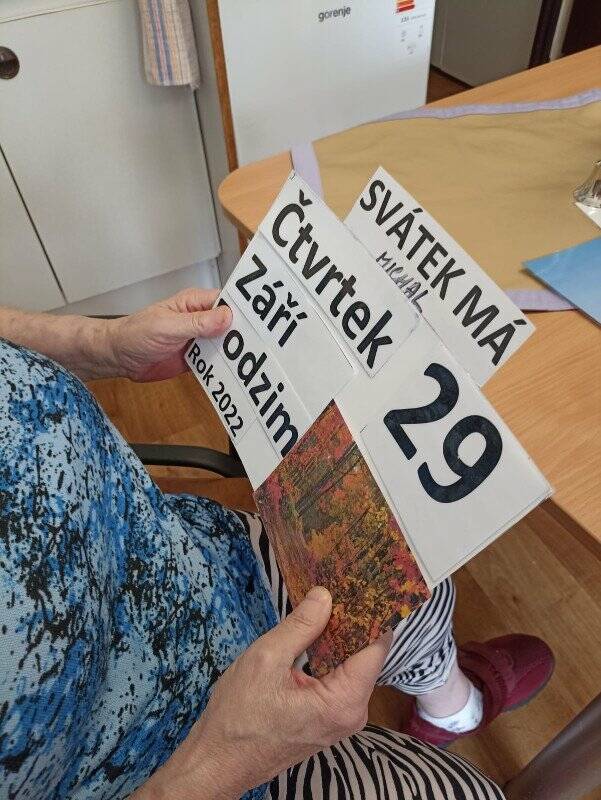 gorenje
SVÁTEK MÁ
MICHAL
Čtvrtek
29
Září
Podzim
Rok 2022